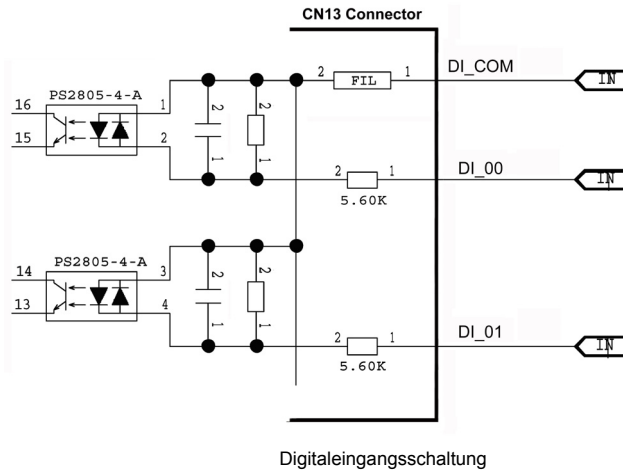 CN13 Connector
2 FIL 1 DI_COM IN
PS2805-4-A
16 1
15 2
2 2
1 1
2 1 DI_00 IN
5.60K
PS2805-4-A
14 3
13 4
2 2
1 1
2 1 DI_01 IN
5.60K
Digitaleingangsschaltung